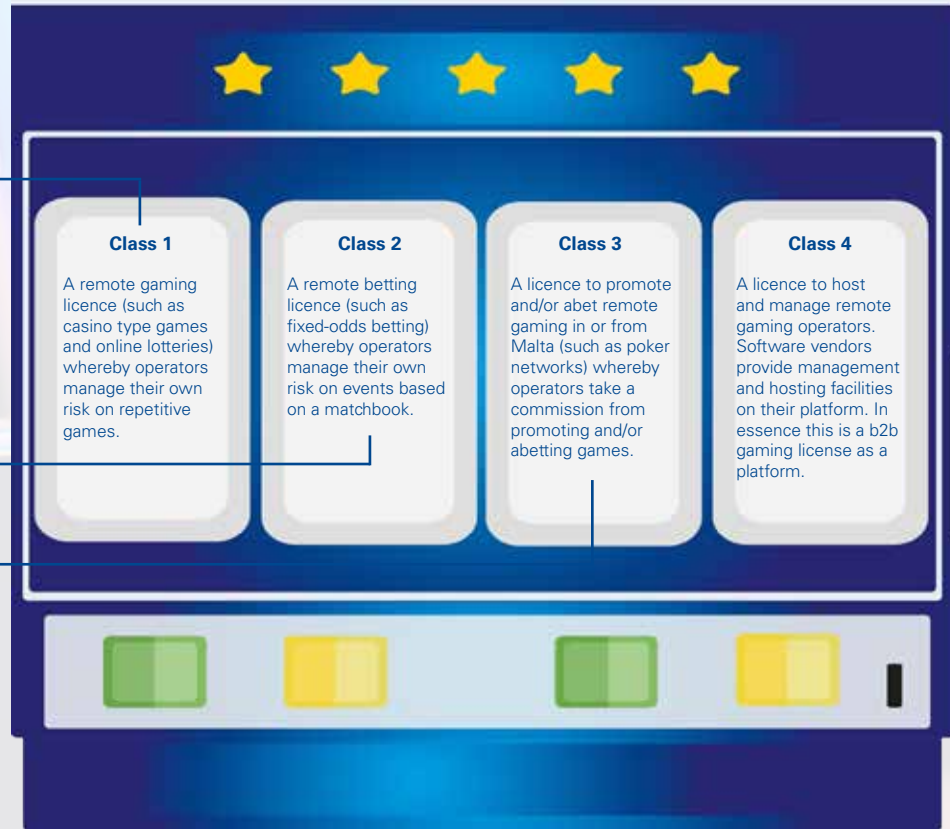 Class 1
A remote gaming
licence (such as
casino type games
and online lotteries)
whereby operators
manage their own
risk on repetitive
games.
Class 2
A remote betting
licence (such as
fixed-odds betting)
whereby operators
manage their own
risk on events based
on a matchbook.
Class 3
A licence to promote
and/or abet remote
gaming in or from
Malta (such as poker
networks) whereby
operators take a
commission from
promoting and/or
abetting games.
Class 4
A licence to host
and manage remote
gaming operators.
Software vendors
provide management
and hosting facilities
on their platform. In
essence this is a b2b
gaming license as a
platform.